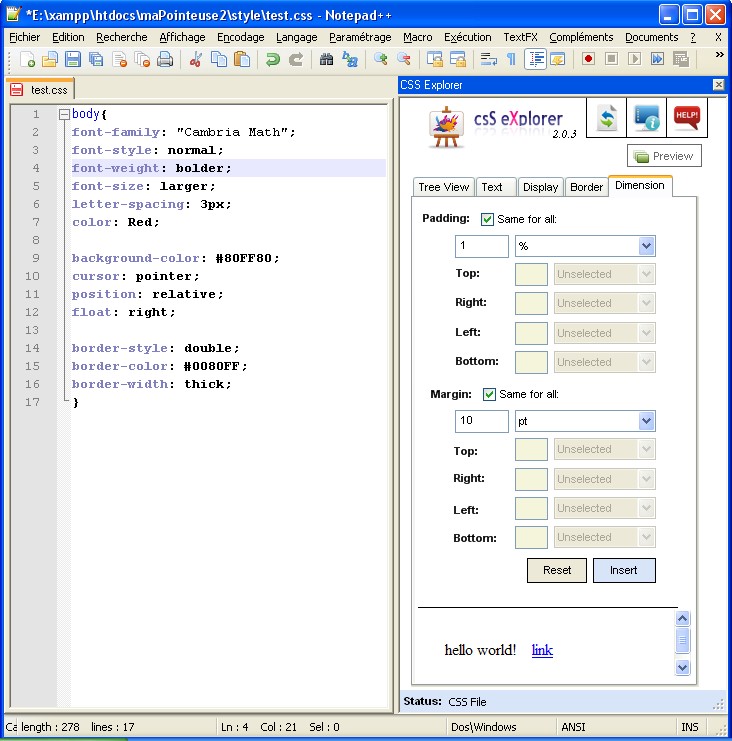 *E:\xampp\htdocs\maPointeuse2\style\test.css - Notepad++
Fichier Edition Recherche Affichage Encodage Langage Paramétrage Macro Exécution TextFX Compléments Documents ? X
test.css
1 body{
2 font-family: "Cambria Math";
3 font-style: normal;
4 font-weight: bolder;
5 font-size: larger;
6 letter-spacing: 3px;
7 color: Red;
8
9 background-color: #80FF80;
10 cursor: pointer;
11 position: relative;
12 float: right;
13
14 border-style: double;
15 border-color: #0080FF;
16 border-width: thick;
17 }
CSS Explorer
csS eXplorer
2.0.3
HELP!
Preview
Tree View Text Display Border Dimension
Padding: Same for all:
1 %
Top: Unselected
Right: Unselected
Left: Unselected
Bottom: Unselected
Margin: Same for all:
10 pt
Top: Unselected
Right: Unselected
Left: Unselected
Bottom: Unselected
Reset Insert
hello world! link
Status: CSS File
Ca length : 278 lines : 17 Ln : 4 Col : 21 Sel : 0 Dos\Windows ANSI INS